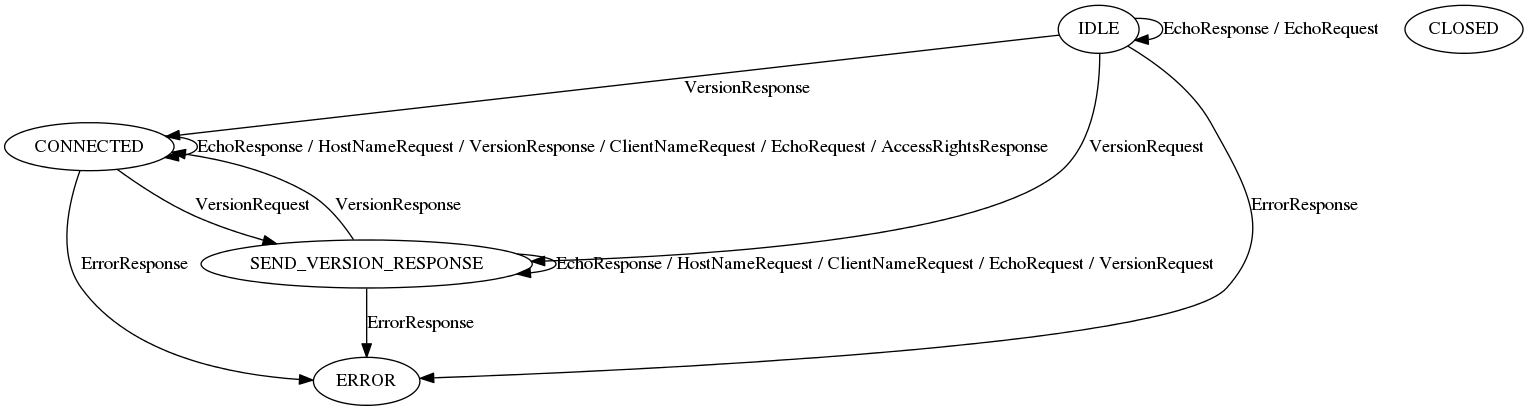 IDLE
EchoResponse / EchoRequest
CLOSED
VersionResponse
CONNECTED
EchoResponse / HostNameRequest / VersionResponse / ClientNameRequest / EchoRequest / AccessRightsResponse
VersionRequest
VersionRequest
VersionResponse
ErrorResponse
ErrorResponse
SEND_VERSION_RESPONSE
EchoResponse / HostNameRequest / ClientNameRequest / EchoRequest / VersionRequest
ErrorResponse
ERROR